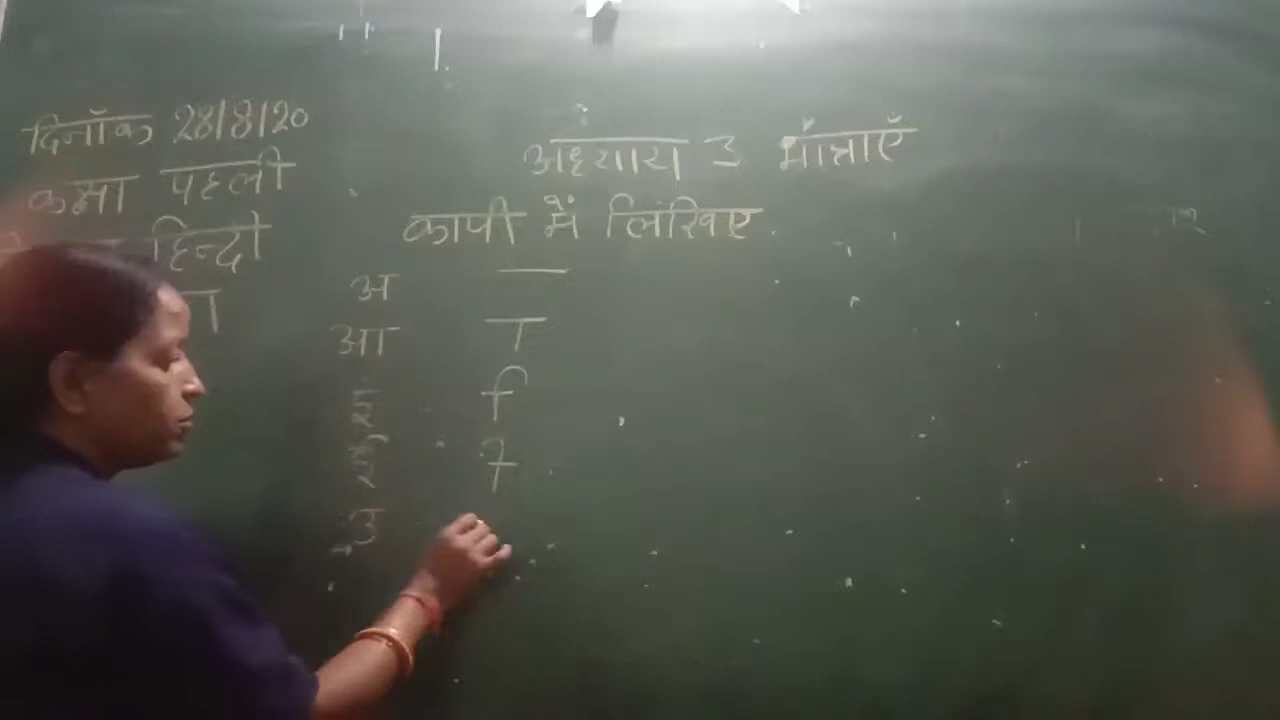 दिनाँक 28/8/20
कक्षा पहली
हिन्दी
अध्याय 3 मात्राएँ
कापी में लिखिए
अ —
आ ा
इ ि
ई ी
उ